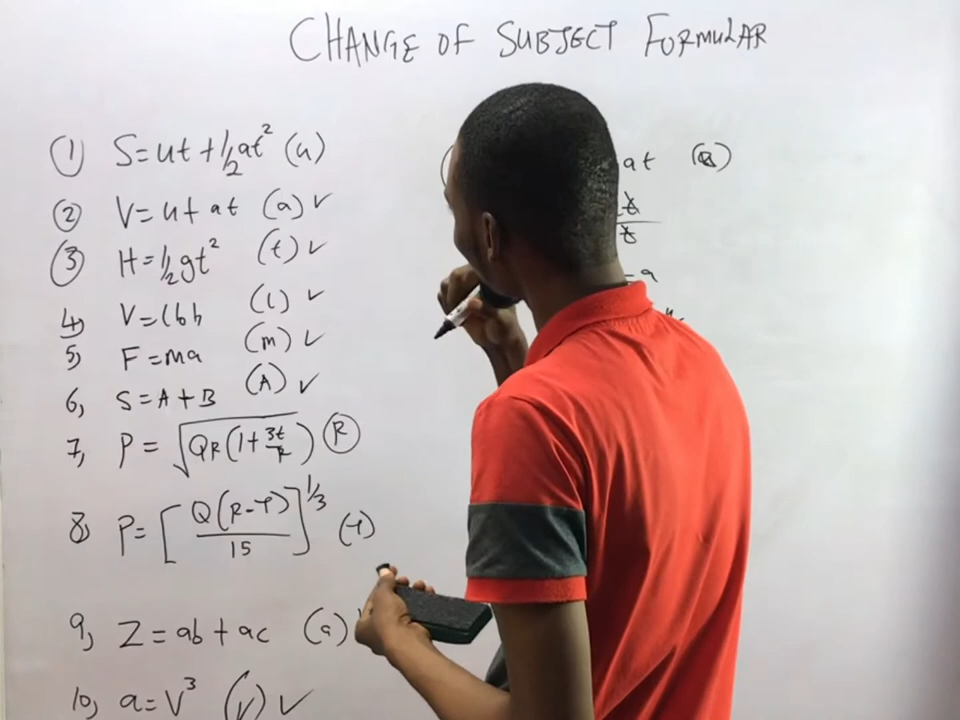 CHANGE OF SUBJECT FORMULAR
① S=ut+1/2at² (u)
② V=u+at (a) ✓
③ H=1/2gt² (t) ✓
4, V=lbh (l) ✓
5, F=ma (m) ✓
6, S=A+B (A) ✓
7, P=√QR(1+3t/R) (R)
8, P=[Q(R-T)/15]^1/3 (T)
9, Z=ab+ac (a)
10, a=V³ (V) ✓
at (a)
t
t
-a